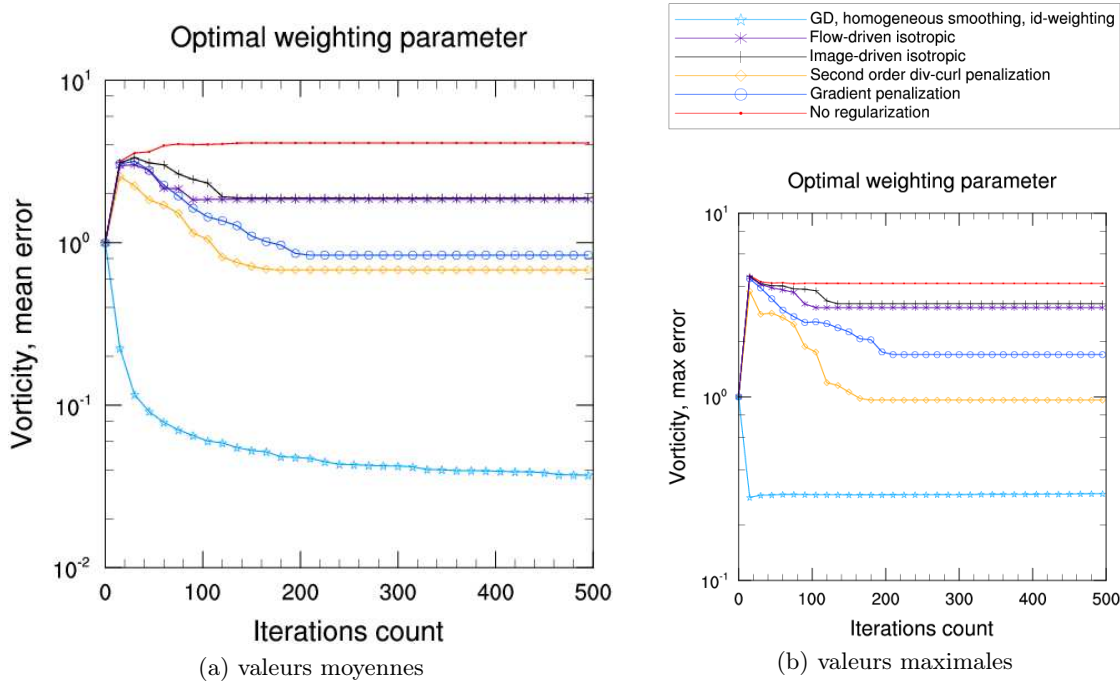 GD, homogeneous smoothing, id-weighting
Flow-driven isotropic
Image-driven isotropic
Second order div-curl penalization
Gradient penalization
No regularization
Optimal weighting parameter
10^1
10^0
10^-1
10^-2
Vorticity, mean error
0 100 200 300 400 500
Iterations count
(a) valeurs moyennes
Optimal weighting parameter
10^1
10^0
10^-1
Vorticity, max error
0 100 200 300 400 500
Iterations count
(b) valeurs maximales